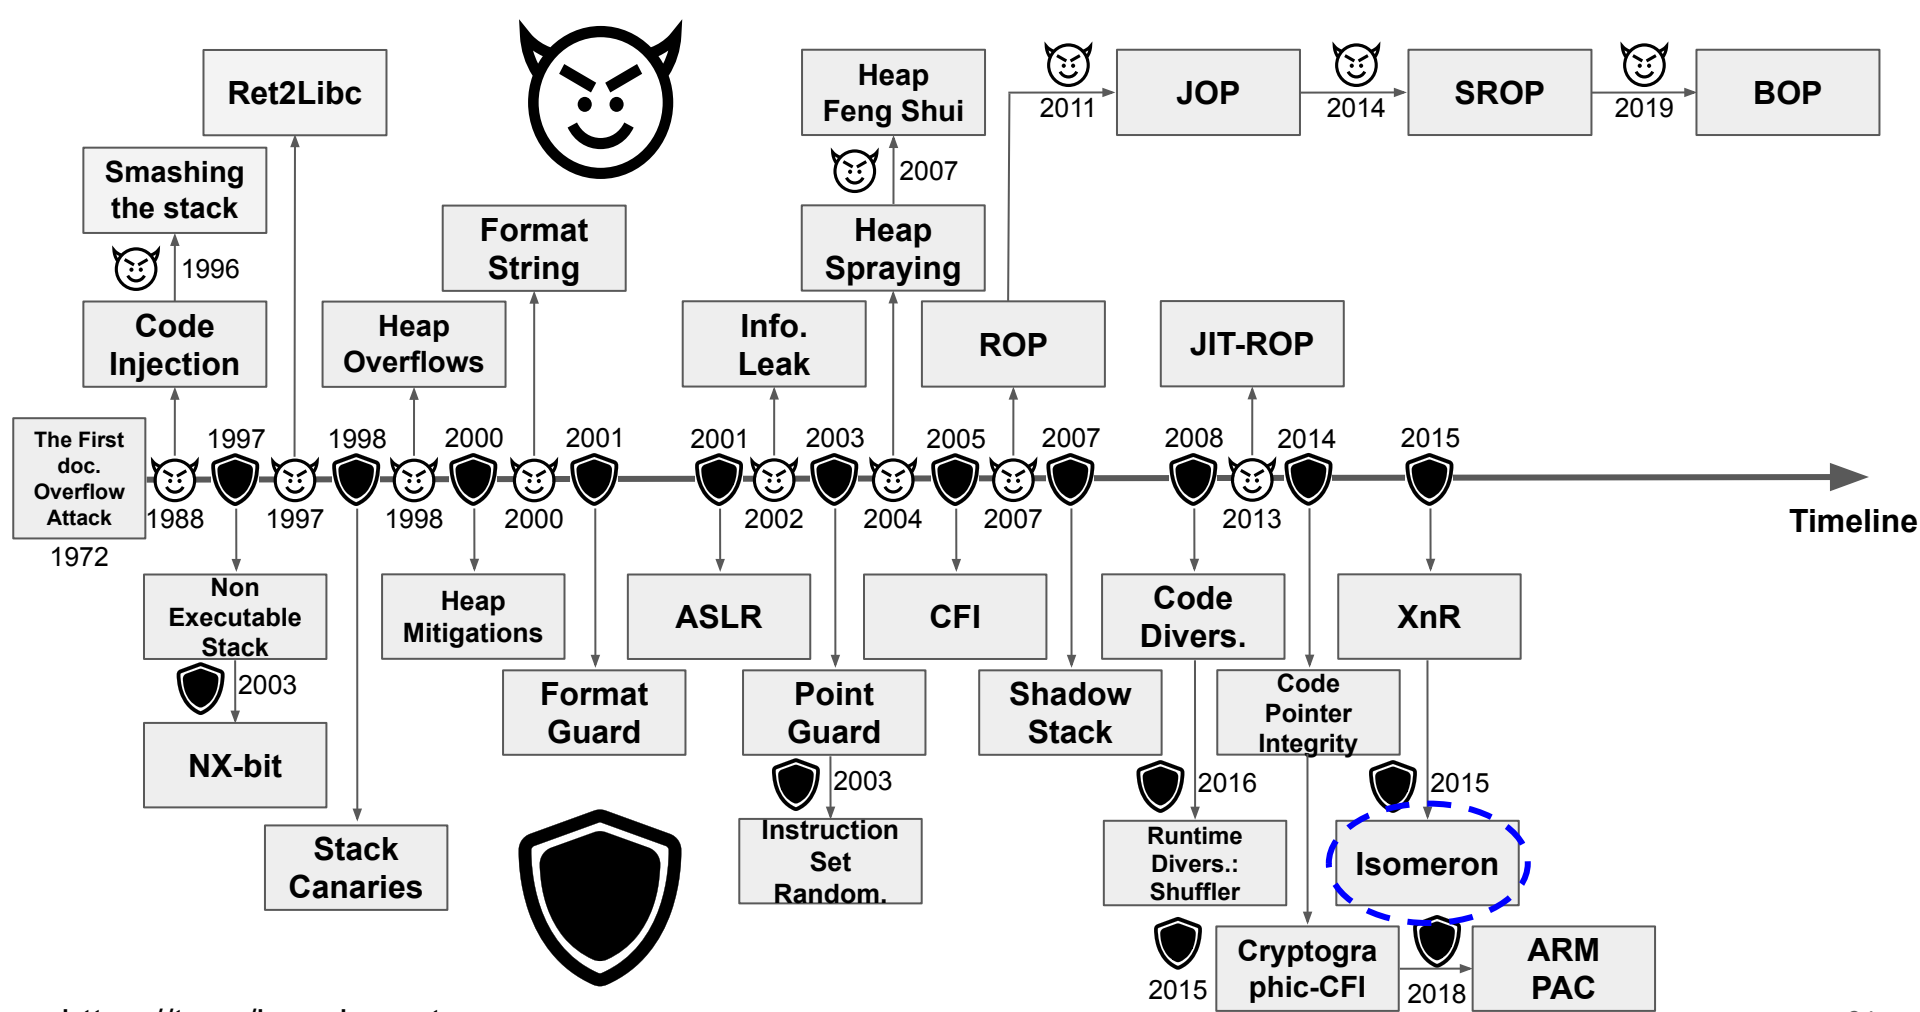 Ret2Libc
Heap
Feng Shui
2011
JOP
2014
SROP
2019
BOP
Smashing
the stack
2007
1996
Format
String
Heap
Spraying
Code
Injection
Heap
Overflows
Info.
Leak
ROP
JIT-ROP
The First
doc.
Overflow
Attack
1972
1997
1998
2000
2001
2001
2003
2005
2007
2008
2014
2015
1988
1997
1998
2000
2002
2004
2007
2013
Timeline
Non
Executable
Stack
Heap
Mitigations
ASLR
CFI
Code
Divers.
XnR
2003
Format
Guard
Point
Guard
Shadow
Stack
Code
Pointer
Integrity
NX-bit
2003
2016
2015
Stack
Canaries
Instruction
Set
Random.
Runtime
Divers.:
Shuffler
Isomeron
2015
Cryptogra
phic-CFI
2018
ARM
PAC